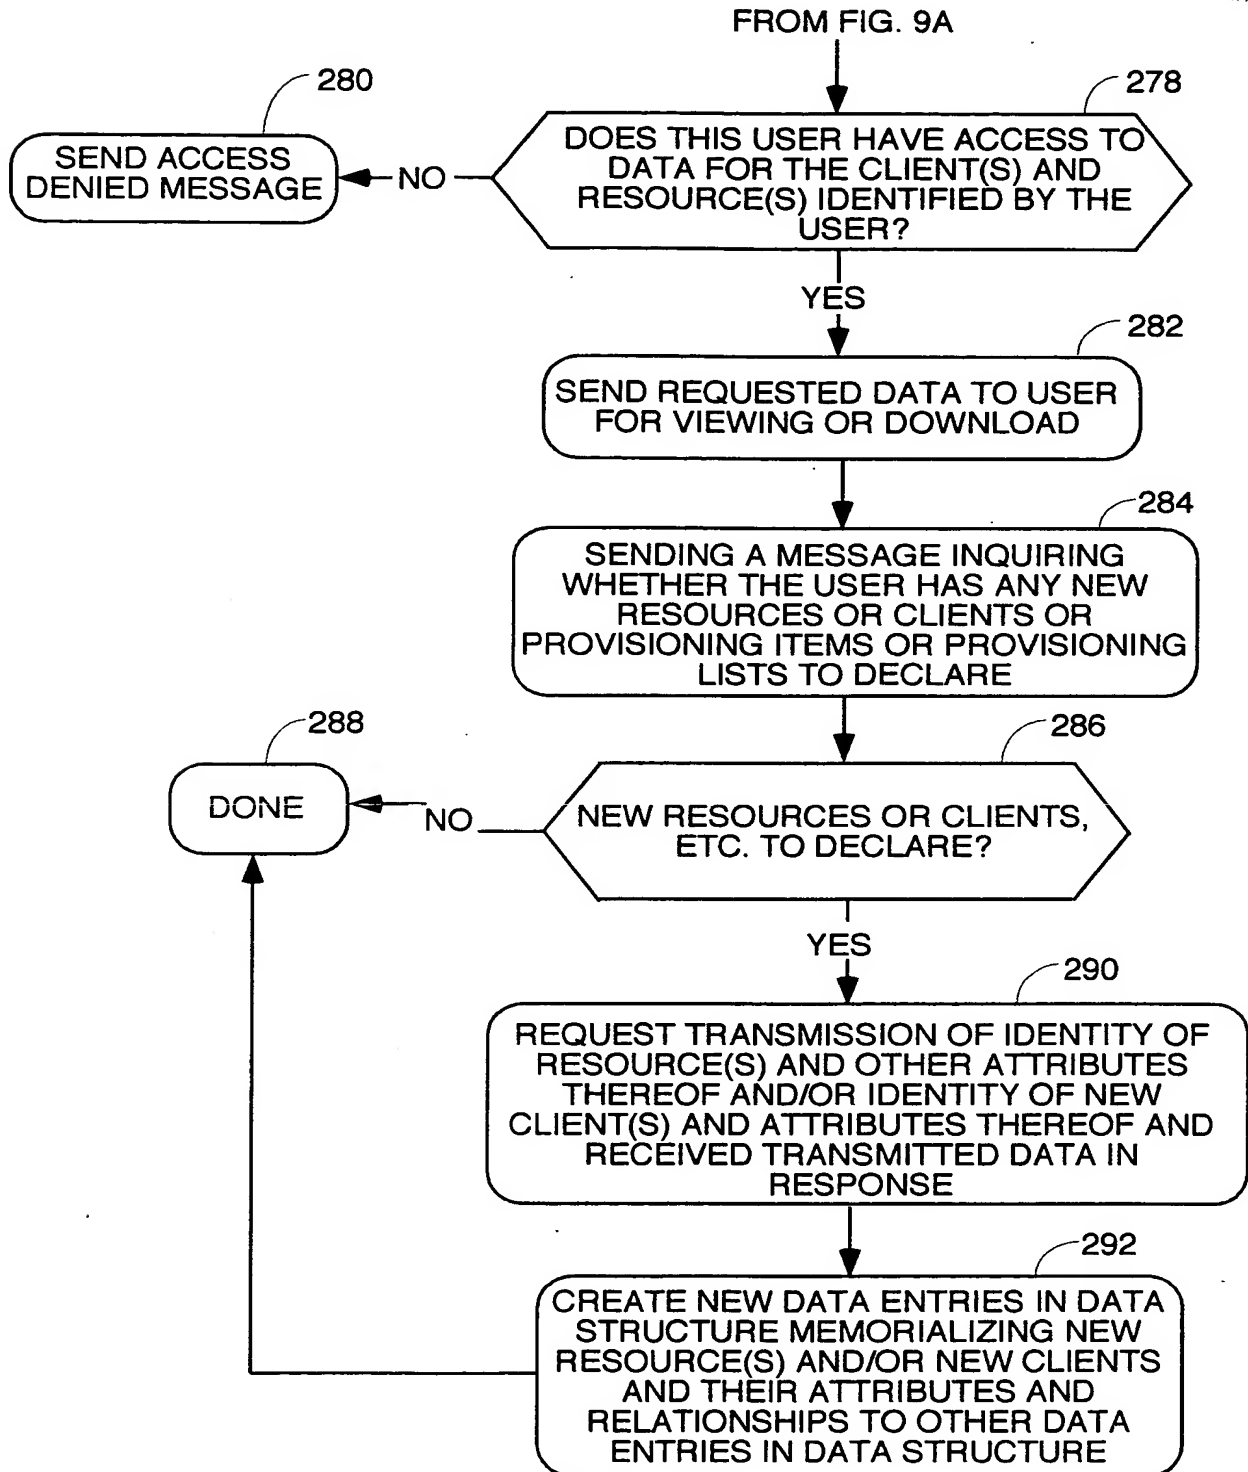 FROM FIG. 9A
280
278
SEND ACCESS
DENIED MESSAGE
NO
DOES THIS USER HAVE ACCESS TO
DATA FOR THE CLIENT(S) AND
RESOURCE(S) IDENTIFIED BY THE
USER?
YES
282
SEND REQUESTED DATA TO USER
FOR VIEWING OR DOWNLOAD
284
SENDING A MESSAGE INQUIRING
WHETHER THE USER HAS ANY NEW
RESOURCES OR CLIENTS OR
PROVISIONING ITEMS OR PROVISIONING
LISTS TO DECLARE
288
286
DONE
NO
NEW RESOURCES OR CLIENTS,
ETC. TO DECLARE?
YES
290
REQUEST TRANSMISSION OF IDENTITY OF
RESOURCE(S) AND OTHER ATTRIBUTES
THEREOF AND/OR IDENTITY OF NEW
CLIENT(S) AND ATTRIBUTES THEREOF AND
RECEIVED TRANSMITTED DATA IN
RESPONSE
292
CREATE NEW DATA ENTRIES IN DATA
STRUCTURE MEMORIALIZING NEW
RESOURCE(S) AND/OR NEW CLIENTS
AND THEIR ATTRIBUTES AND
RELATIONSHIPS TO OTHER DATA
ENTRIES IN DATA STRUCTURE